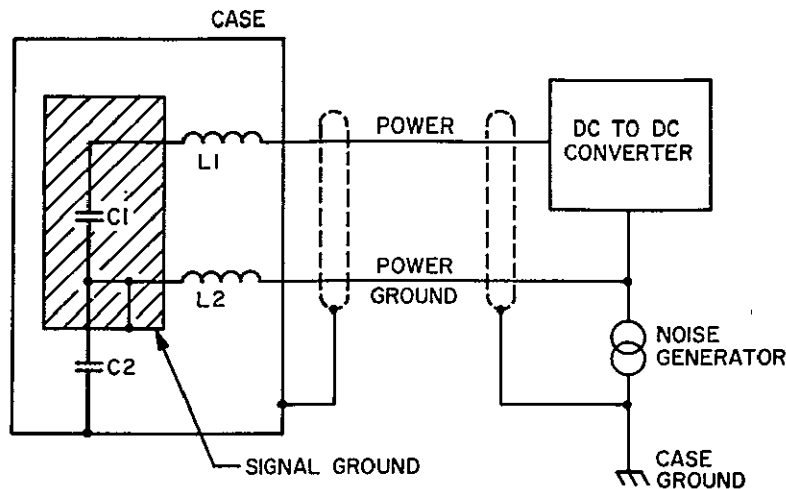 CASE
POWER
DC TO DC
CONVERTER
L1
C1
POWER
GROUND
L2
NOISE
GENERATOR
C2
SIGNAL GROUND
CASE
GROUND